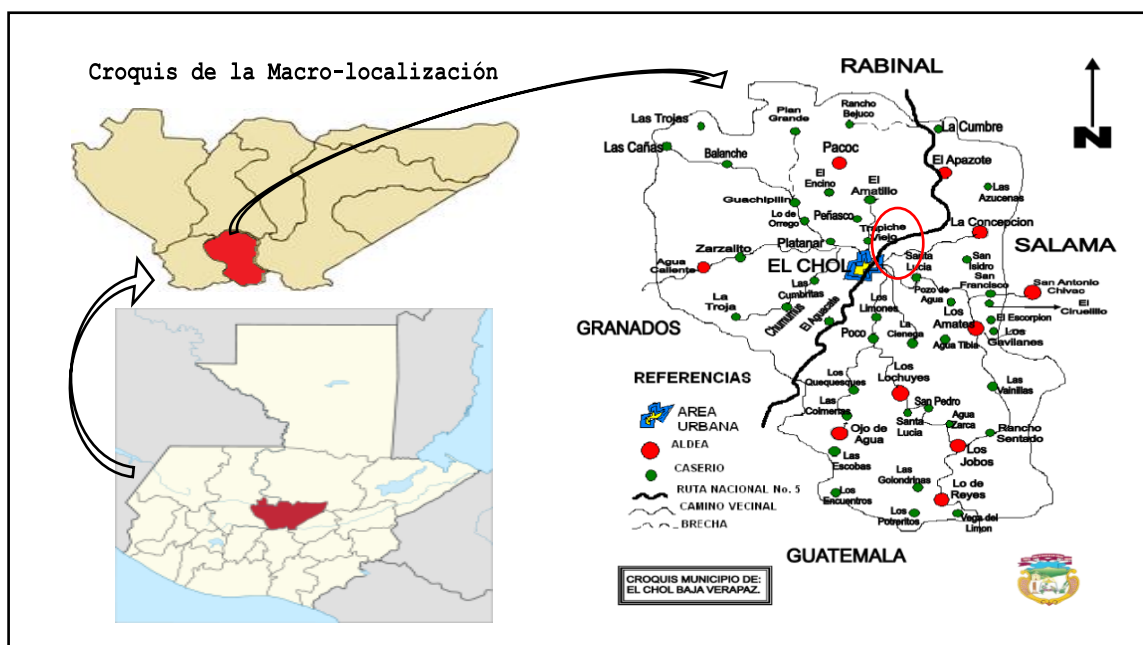 Croquis de la Macro-localización
RABINAL
N
Las Trojas
Plan
Grande
Rancho
Bejuco
La Cumbre
Las Cañas
Balanche
Pacoc
El Apazote
El
Encino
El
Amatillo
Las
Azucenas
Guachipilin
Lo de
Orrego
Peñasco
Trapiche
Viejo
La Concepcion
Zarzalito
Platanar
SALAMA
Agua
Caliente
EL CHOL
Santa
Lucia
San
Isidro
San
Francisco
San Antonio
Chivac
Las
Cumbritas
Pozo de
Agua
El
Ciruelillo
La
Troja
Chumumus
El Aguacate
Los
Limones
Los
Amates
El Escorpion
Los
Gavilanes
GRANADOS
Poco
La
Cienega
Agua Tibia
Los
Quequesques
Los
Lochuyes
Las
Vainillas
REFERENCIAS
Las
Colmenas
San Pedro
AREA
URBANA
Santa
Lucia
Agua
Zarca
Rancho
Sentado
ALDEA
Ojo de
Agua
Los
Jobos
CASERIO
Las
Escobas
Las
Golondrinas
RUTA NACIONAL No. 5
Los
Encuentros
Lo de
Reyes
CAMINO VECINAL
Los
Potreritos
Vega del
Limon
BRECHA
GUATEMALA
CROQUIS MUNICIPIO DE:
EL CHOL BAJA VERAPAZ.